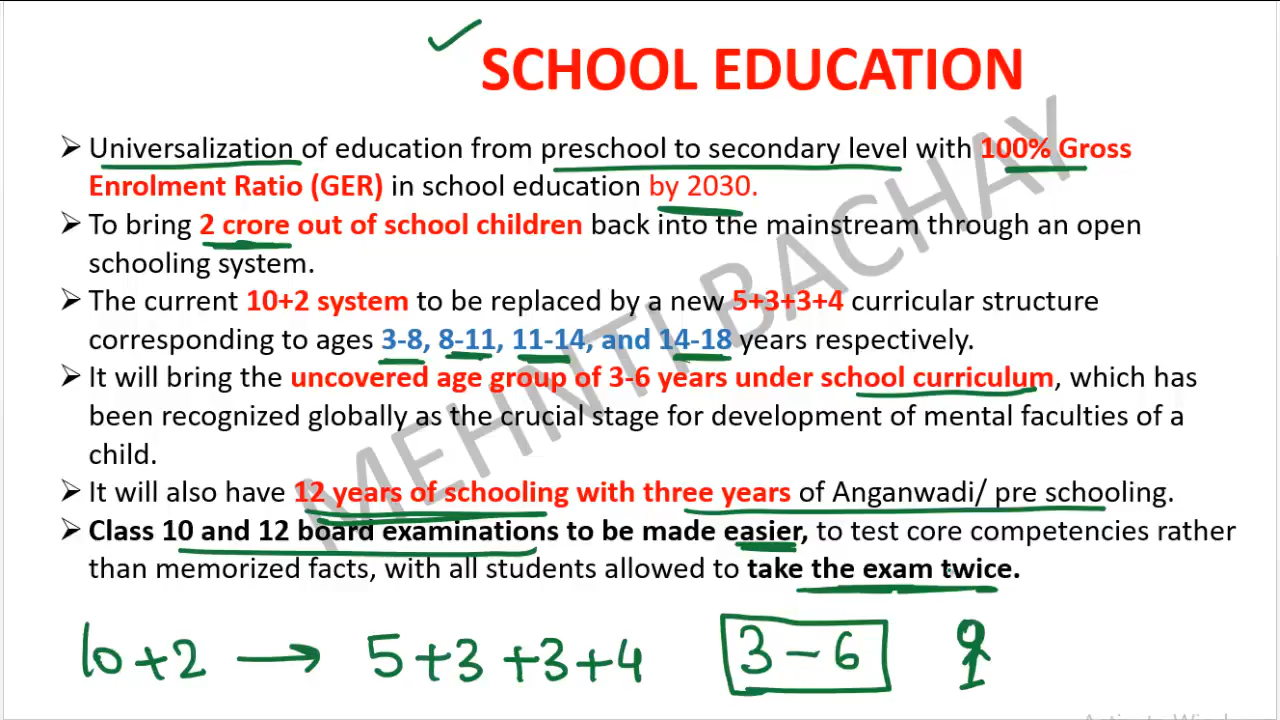 SCHOOL EDUCATION
➢ Universalization of education from preschool to secondary level with 100% Gross
Enrolment Ratio (GER) in school education by 2030.
➢ To bring 2 crore out of school children back into the mainstream through an open
schooling system.
➢ The current 10+2 system to be replaced by a new 5+3+3+4 curricular structure
corresponding to ages 3-8, 8-11, 11-14, and 14-18 years respectively.
➢ It will bring the uncovered age group of 3-6 years under school curriculum, which has
been recognized globally as the crucial stage for development of mental faculties of a
child.
➢ It will also have 12 years of schooling with three years of Anganwadi/ pre schooling.
➢ Class 10 and 12 board examinations to be made easier, to test core competencies rather
than memorized facts, with all students allowed to take the exam twice.
10+2 → 5+3+3+4 3-6
MEHNTI BACHAY